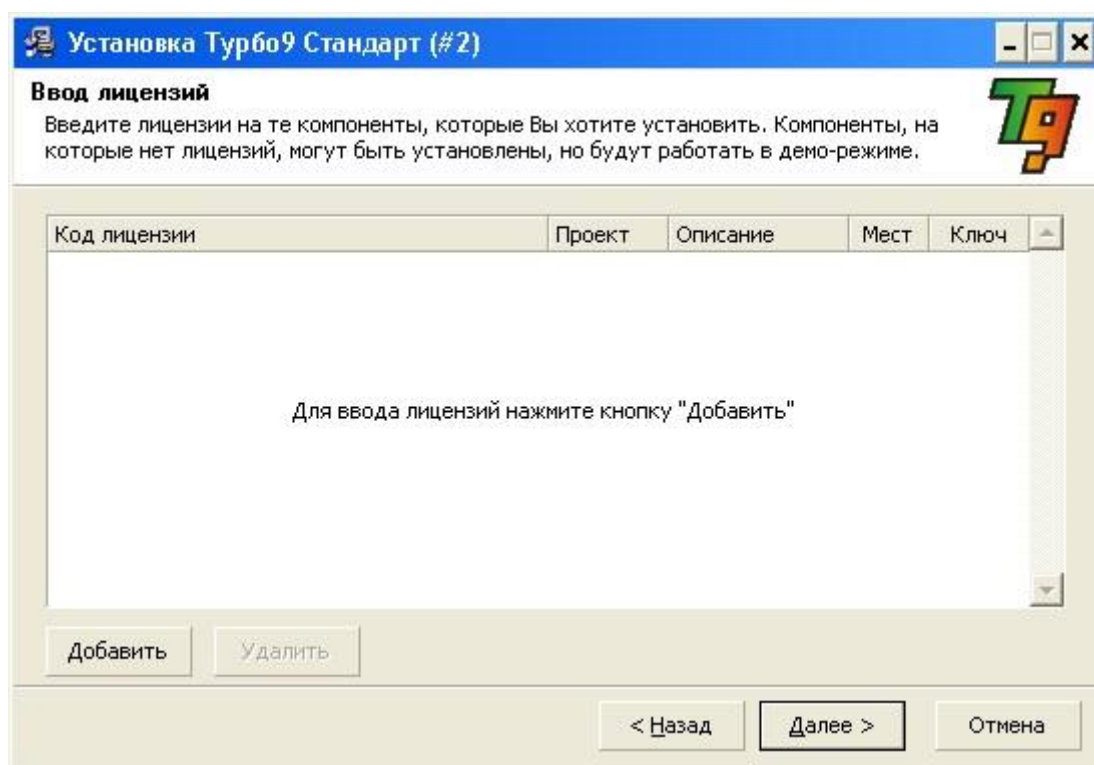 Установка Турбо9 Стандарт (#2)
Ввод лицензий
Введите лицензии на те компоненты, которые Вы хотите установить. Компоненты, на
которые нет лицензий, могут быть установлены, но будут работать в демо-режиме.
Т9
Код лицензии Проект Описание Мест Ключ
Для ввода лицензий нажмите кнопку "Добавить"
Добавить Удалить
< Назад Далее > Отмена